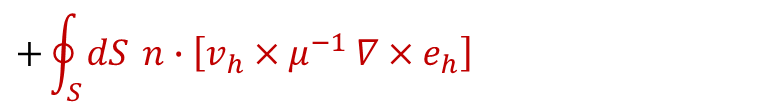 + ∮_S dS n · [v_h × μ^{-1} ∇ × e_h]